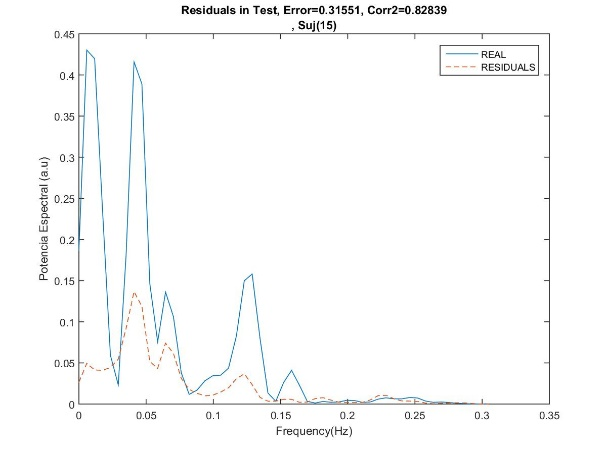 Residuals in Test, Error=0.31551, Corr2=0.82839
, Suj(15)
REAL
RESIDUALS
Potencia Espectral (a.u)
0.45
0.4
0.35
0.3
0.25
0.2
0.15
0.1
0.05
0
0 0.05 0.1 0.15 0.2 0.25 0.3 0.35
Frequency(Hz)